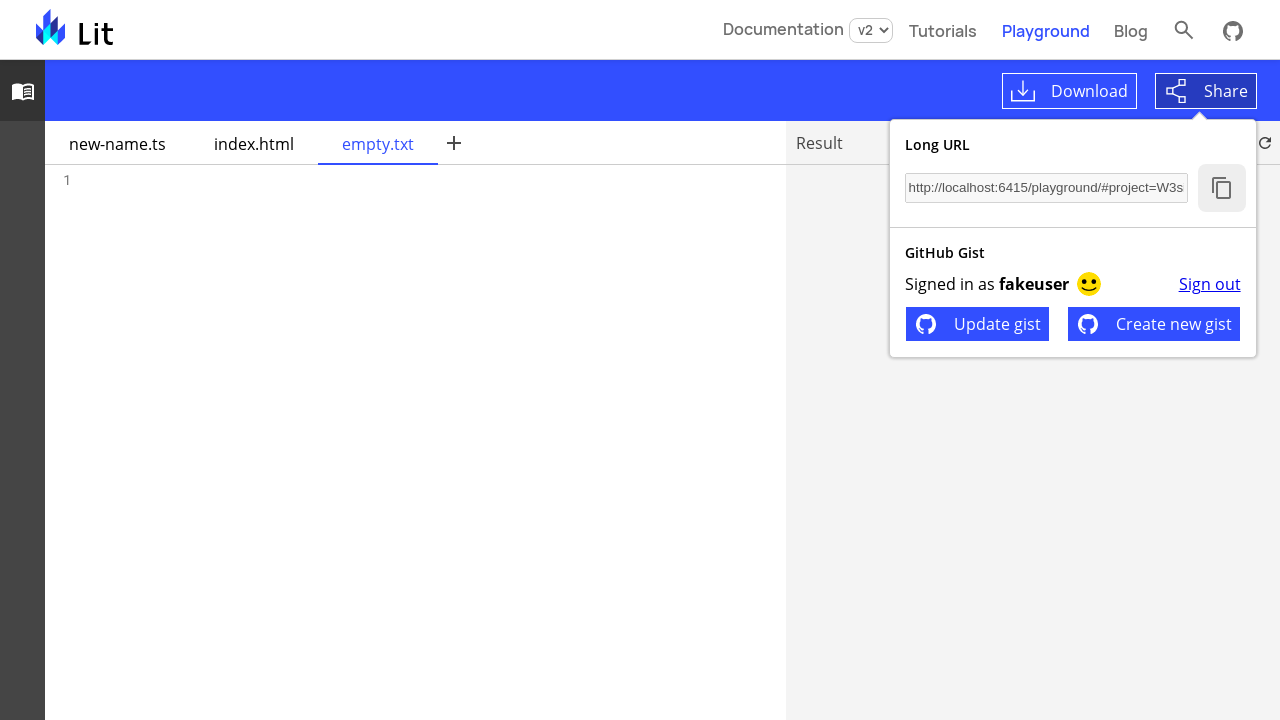 Lit
Documentation v2 Tutorials Playground Blog
Download Share
new-name.ts index.html empty.txt Result
1
Long URL
http://localhost:6415/playground/#project=W3s
GitHub Gist
Signed in as fakeuser Sign out
Update gist Create new gist